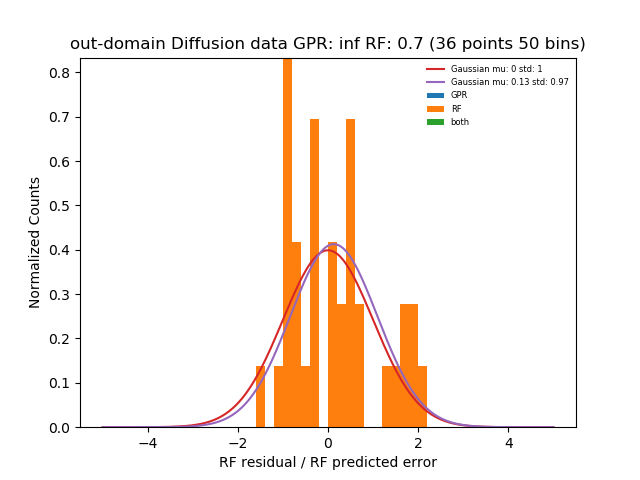 out-domain Diffusion data GPR: inf RF: 0.7 (36 points 50 bins)
Gaussian mu: 0 std: 1
Gaussian mu: 0.13 std: 0.97
GPR
RF
both
Normalized Counts
0.8
0.7
0.6
0.5
0.4
0.3
0.2
0.1
0.0
−4 −2 0 2 4
RF residual / RF predicted error